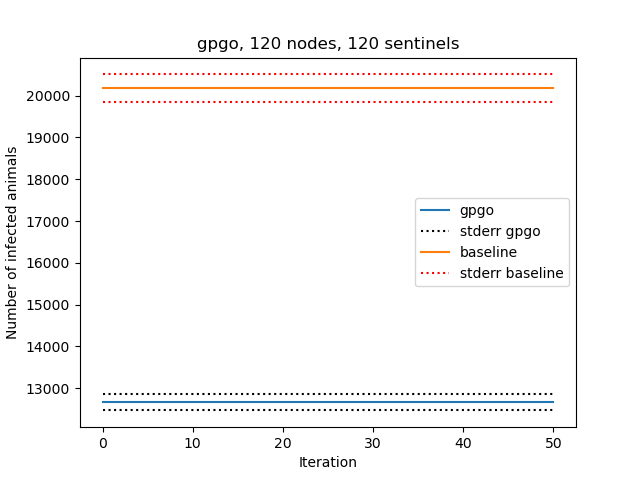 gpgo, 120 nodes, 120 sentinels
Number of infected animals
20000
19000
18000
17000
16000
15000
14000
13000
gpgo
stderr gpgo
baseline
stderr baseline
0 10 20 30 40 50
Iteration